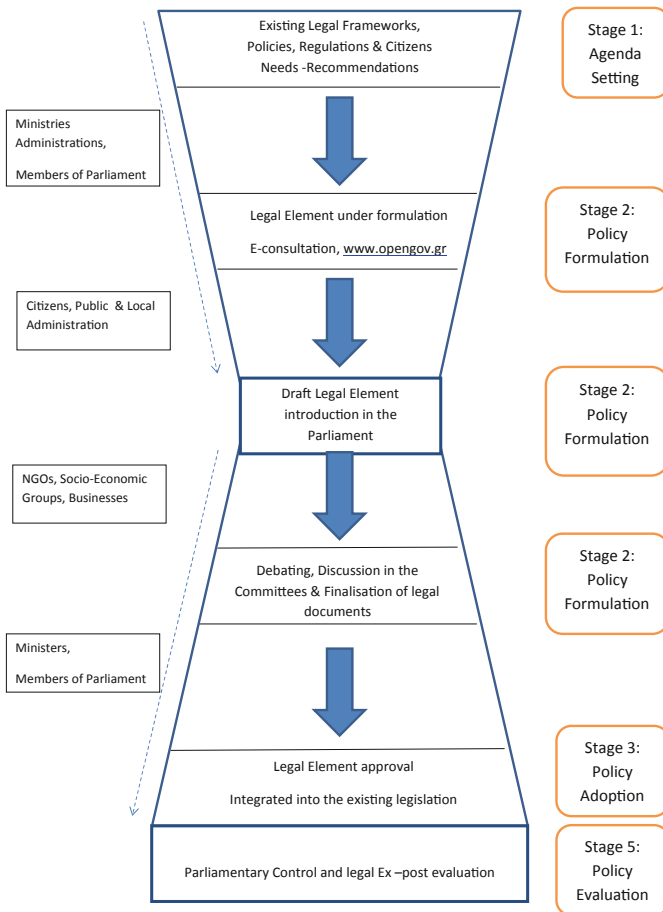 Existing Legal Frameworks,
Policies, Regulations & Citizens
Needs -Recommendations
Stage 1:
Agenda
Setting
Ministries
Administrations,
Members of Parliament
Legal Element under formulation
E-consultation, www.opengov.gr
Stage 2:
Policy
Formulation
Citizens, Public & Local
Administration
Draft Legal Element
introduction in the
Parliament
Stage 2:
Policy
Formulation
NGOs, Socio-Economic
Groups, Businesses
Debating, Discussion in the
Committees & Finalisation of legal
documents
Stage 2:
Policy
Formulation
Ministers,
Members of Parliament
Legal Element approval
Integrated into the existing legislation
Stage 3:
Policy
Adoption
Parliamentary Control and legal Ex –post evaluation
Stage 5:
Policy
Evaluation